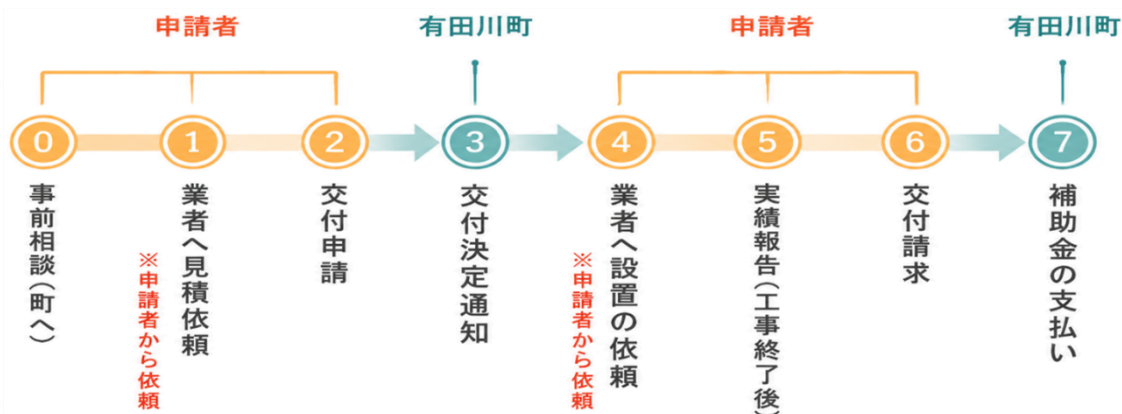 申請者
有田川町
申請者
有田川町
0
1
2
3
4
5
6
7
事前相談(町へ)
業者へ見積依頼
※申請者から依頼
交付申請
交付決定通知
業者へ設置の依頼
※申請者から依頼
実績報告(工事終了後)
交付請求
補助金の支払い